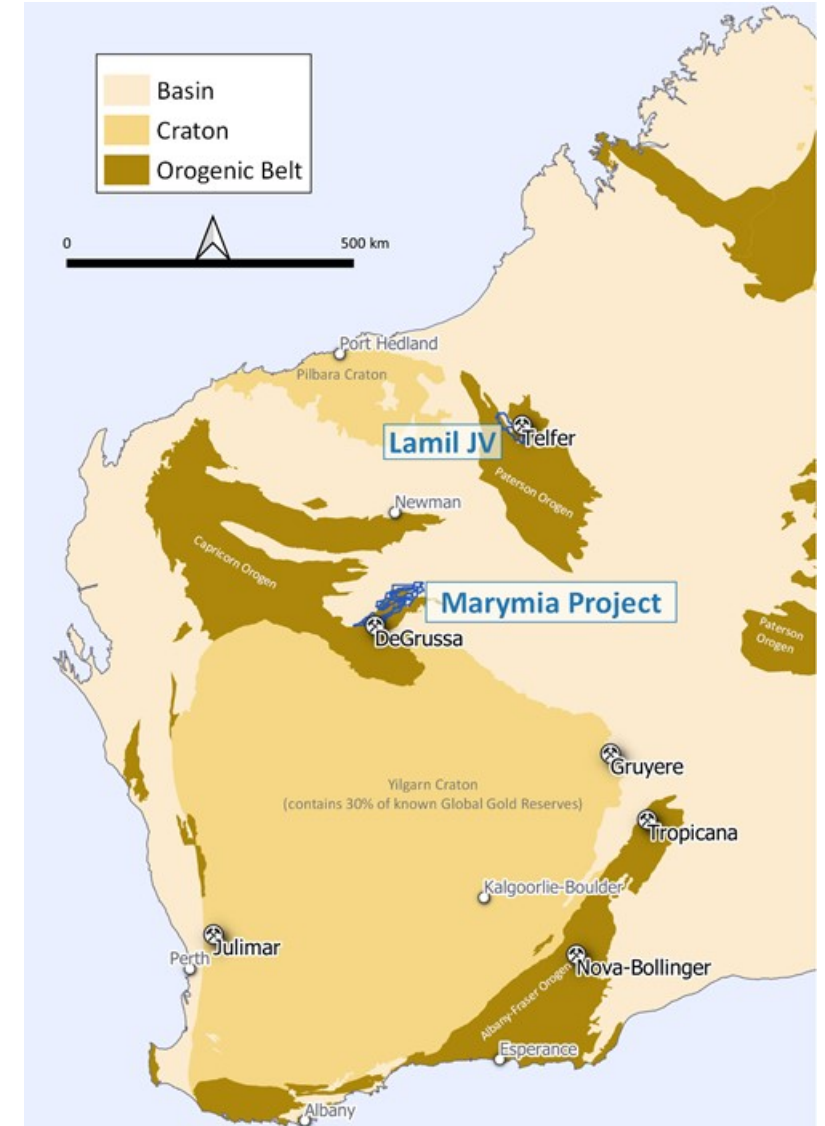 Basin
Craton
Orogenic Belt
0
500 km
Port Hedland
Pilbara Craton
Lamil JV
Telfer
Paterson Orogen
Newman
Capricorn Orogen
Marymia Project
DeGrussa
Paterson
Orogen
Gruyere
Yilgarn Craton
(contains 30% of known Global Gold Reserves)
Tropicana
Kalgoorlie-Boulder
Julimar
Perth
Nova-Bollinger
Albany-Fraser Orogen
Esperance
Albany